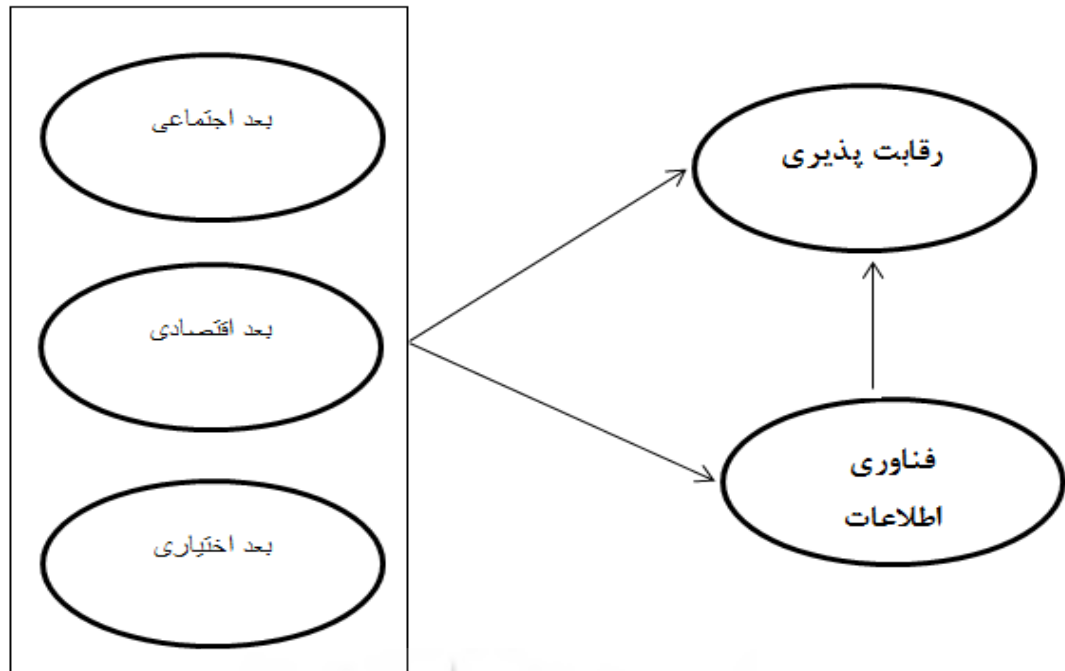 بعد اجتماعی
رقابت پذیری
بعد اقتصادی
فناوری
اطلاعات
بعد اختیاری